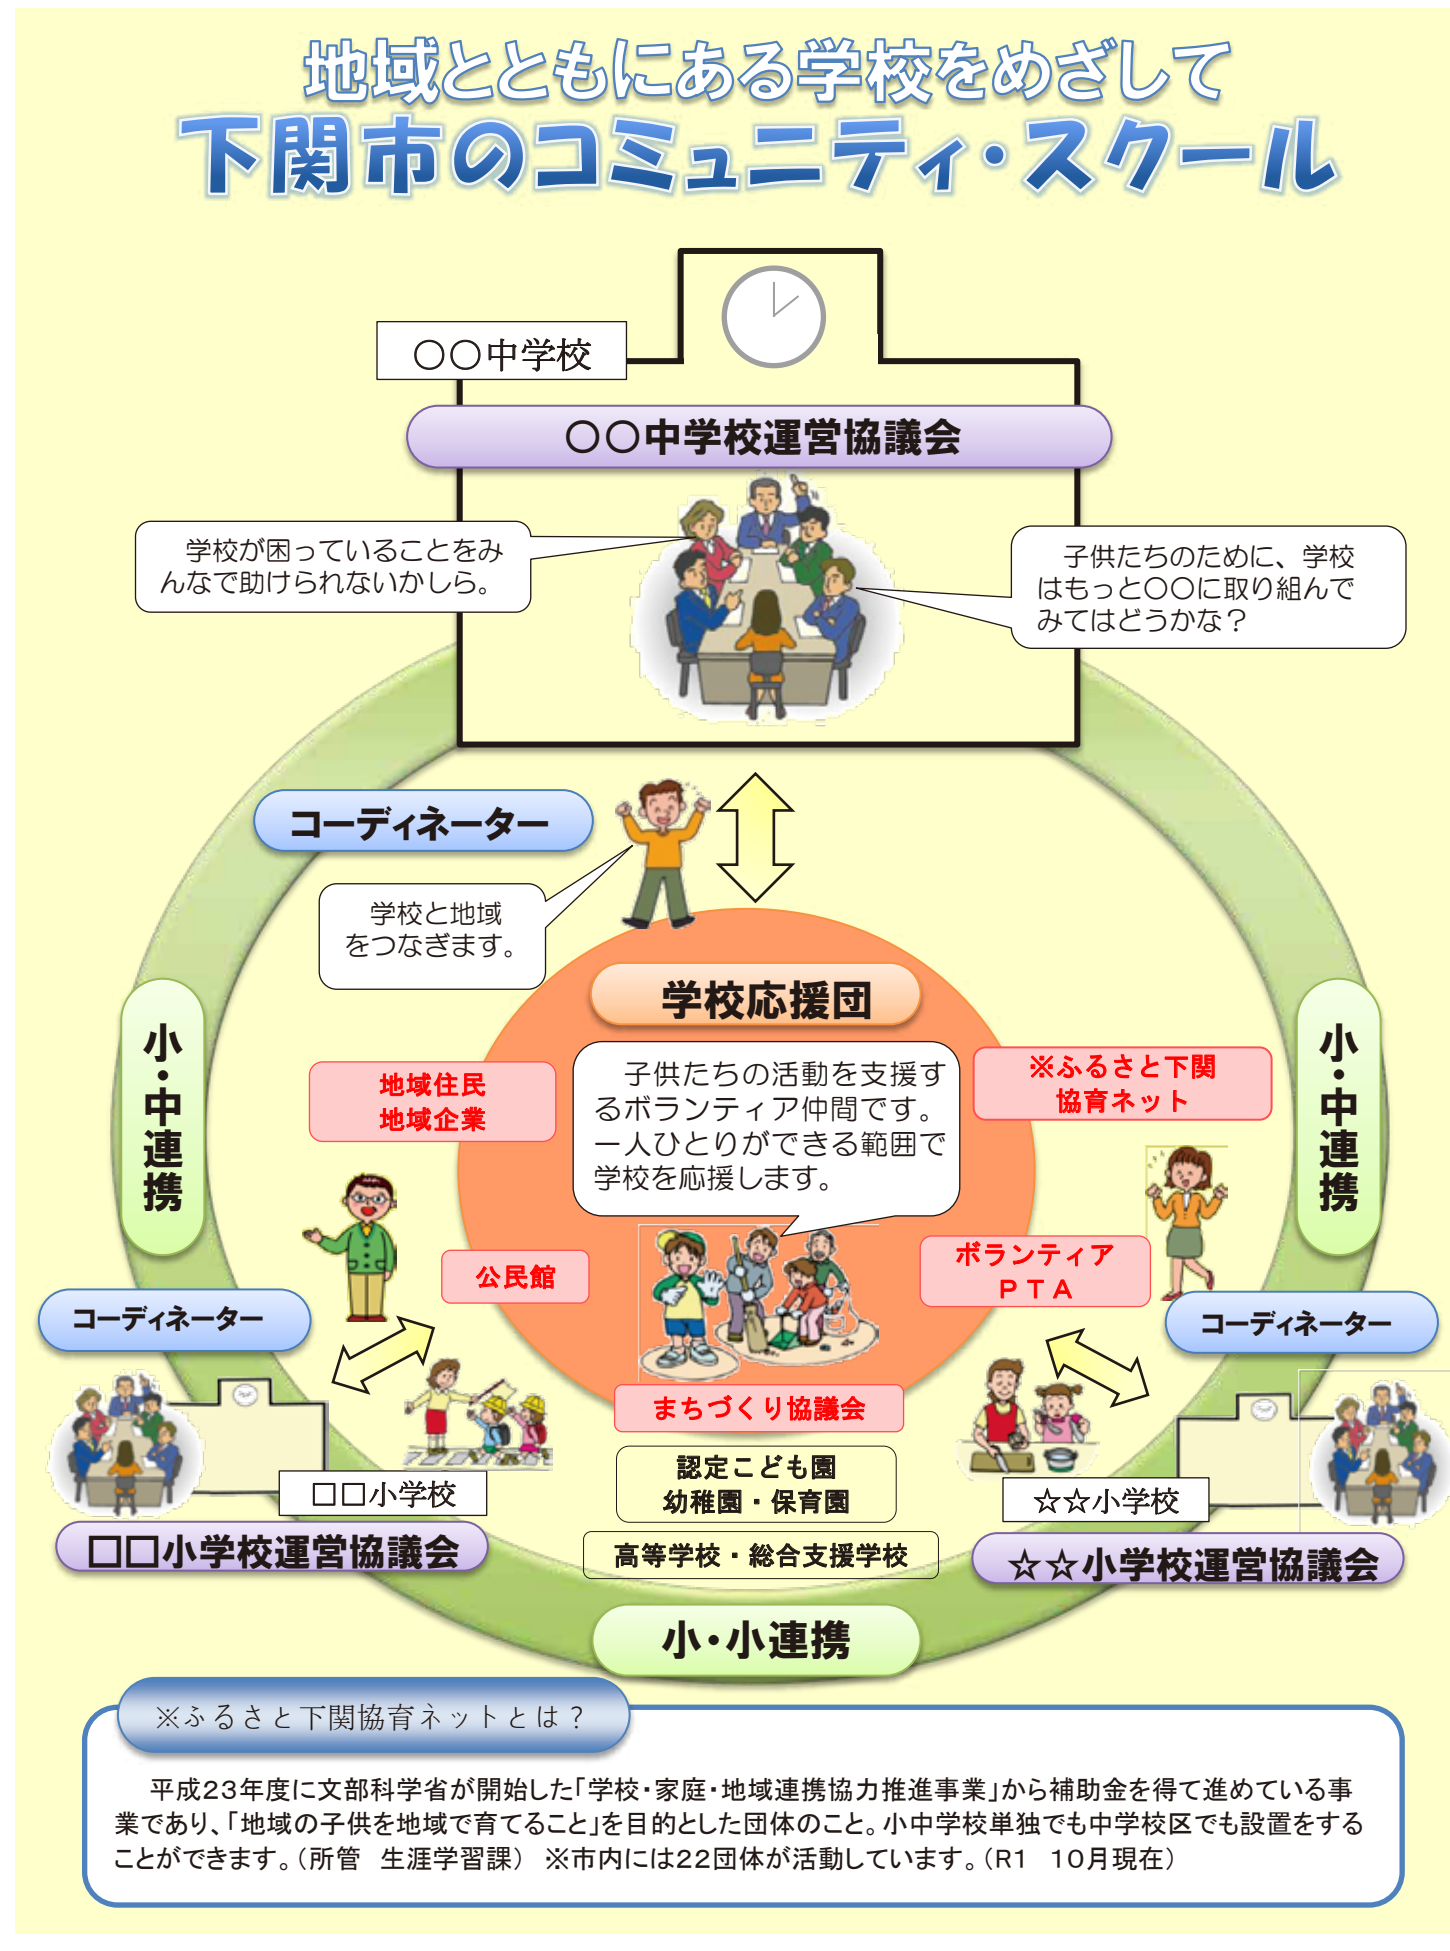 地域とともにある学校をめざして
下関市のコミュニティ・スクール
〇〇中学校
〇〇中学校運営協議会
学校が困っていることをみ
んなで助けられないかしら。
子供たちのために、学校
はもっと〇〇に取り組んで
みてはどうかな？
コーディネーター
学校と地域
をつなぎます。
学校応援団
子供たちの活動を支援す
るボランティア仲間です。
一人ひとりができる範囲で
学校を応援します。
小・中連携
小・中連携
地域住民
地域企業
※ふるさと下関
協育ネット
公民館
ボランティア
ＰＴＡ
コーディネーター
コーディネーター
まちづくり協議会
認定こども園
幼稚園・保育園
高等学校・総合支援学校
□□小学校
□□小学校運営協議会
☆☆小学校
☆☆小学校運営協議会
小・小連携
※ふるさと下関協育ネットとは？
平成２３年度に文部科学省が開始した「学校・家庭・地域連携協力推進事業」から補助金を得て進めている事
業であり、「地域の子供を地域で育てること」を目的とした団体のこと。小中学校単独でも中学校区でも設置をする
ことができます。（所管　生涯学習課）　※市内には２２団体が活動しています。（Ｒ１　１０月現在）